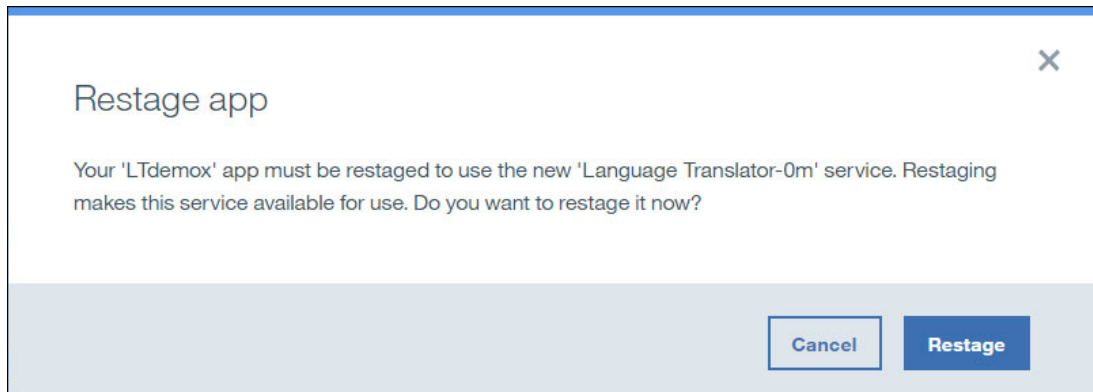 Restage app
Your 'LTdemox' app must be restaged to use the new 'Language Translator-0m' service. Restaging
makes this service available for use. Do you want to restage it now?
Cancel
Restage